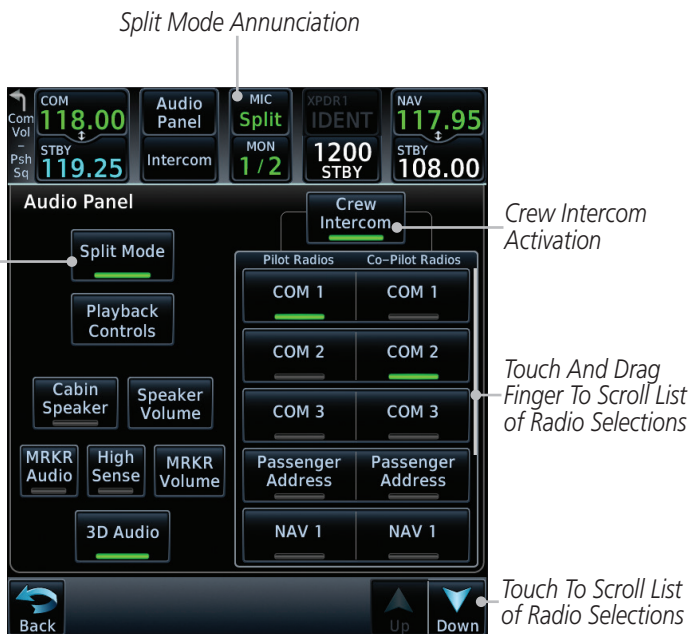 Split Mode Annunciation
Com
Vol
–
Psh
Sq
COM
118.00
STBY
119.25
Audio
Panel
Intercom
MIC
Split
MON
1/2
XPDR1
IDENT
1200
STBY
NAV
117.95
STBY
108.00
Audio Panel
Crew
Intercom
Crew Intercom
Activation
Split Mode
Playback
Controls
Cabin
Speaker
Speaker
Volume
MRKR
Audio
High
Sense
MRKR
Volume
3D Audio
Pilot Radios Co-Pilot Radios
COM 1 COM 1
COM 2 COM 2
COM 3 COM 3
Passenger Passenger
Address Address
NAV 1 NAV 1
Touch And Drag
Finger To Scroll List
of Radio Selections
Back
Up
Down
Touch To Scroll List
of Radio Selections